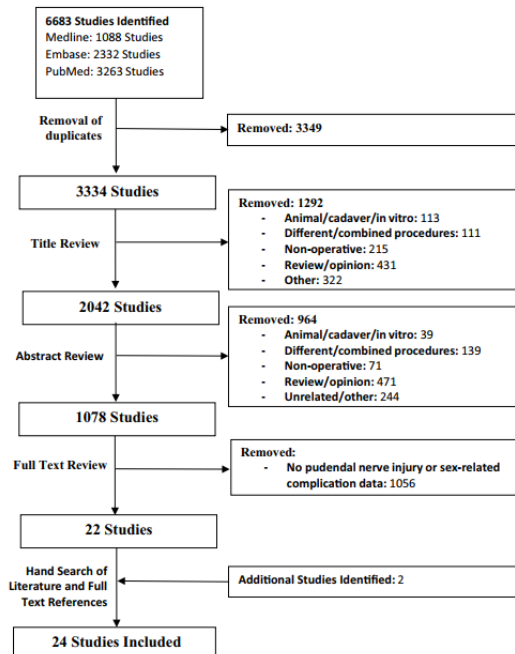 6683 Studies Identified
Medline: 1088 Studies
Embase: 2332 Studies
PubMed: 3263 Studies
Removal of
duplicates
Removed: 3349
3334 Studies
Removed: 1292
- Animal/cadaver/in vitro: 113
- Different/combined procedures: 111
- Non-operative: 215
- Review/opinion: 431
- Other: 322
Title Review
2042 Studies
Removed: 964
- Animal/cadaver/in vitro: 39
- Different/combined procedures: 139
- Non-operative: 71
- Review/opinion: 471
- Unrelated/other: 244
Abstract Review
1078 Studies
Removed:
- No pudendal nerve injury or sex-related
complication data: 1056
Full Text Review
22 Studies
Hand Search of
Literature and Full
Text References
Additional Studies Identified: 2
24 Studies Included